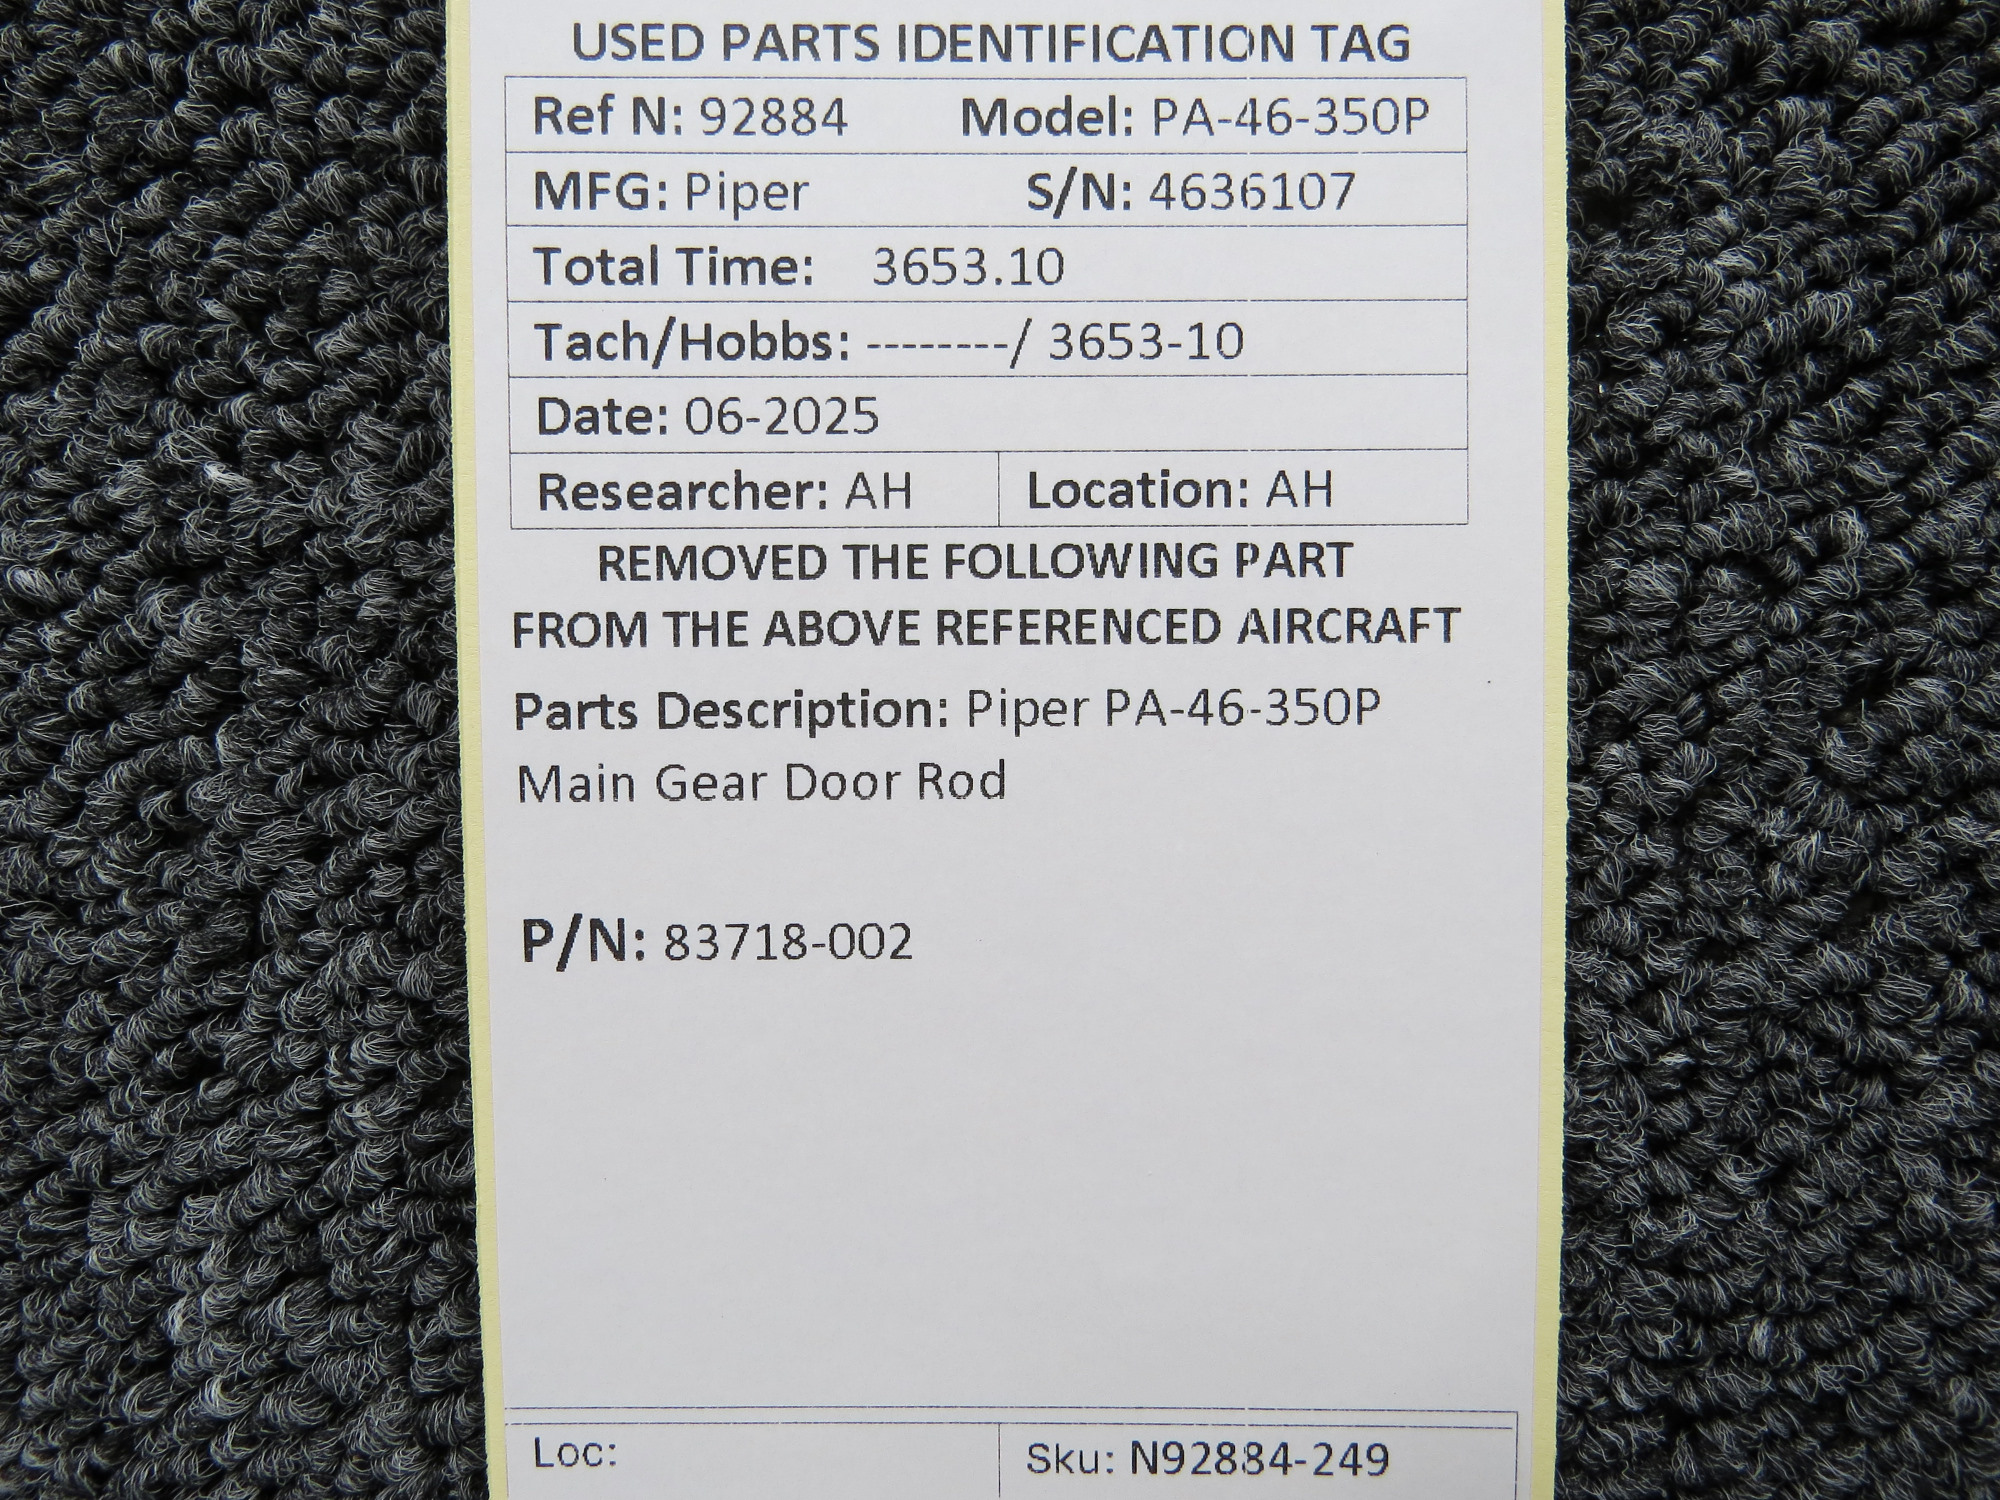 USED PARTS IDENTIFICATION TAG
Ref N: 92884 Model: PA-46-350P
MFG: Piper S/N: 4636107
Total Time: 3653.10
Tach/Hobbs: --------/ 3653-10
Date: 06-2025
Researcher: AH Location: AH
REMOVED THE FOLLOWING PART
FROM THE ABOVE REFERENCED AIRCRAFT
Parts Description: Piper PA-46-350P
Main Gear Door Rod
P/N: 83718-002
Loc: Sku: N92884-249